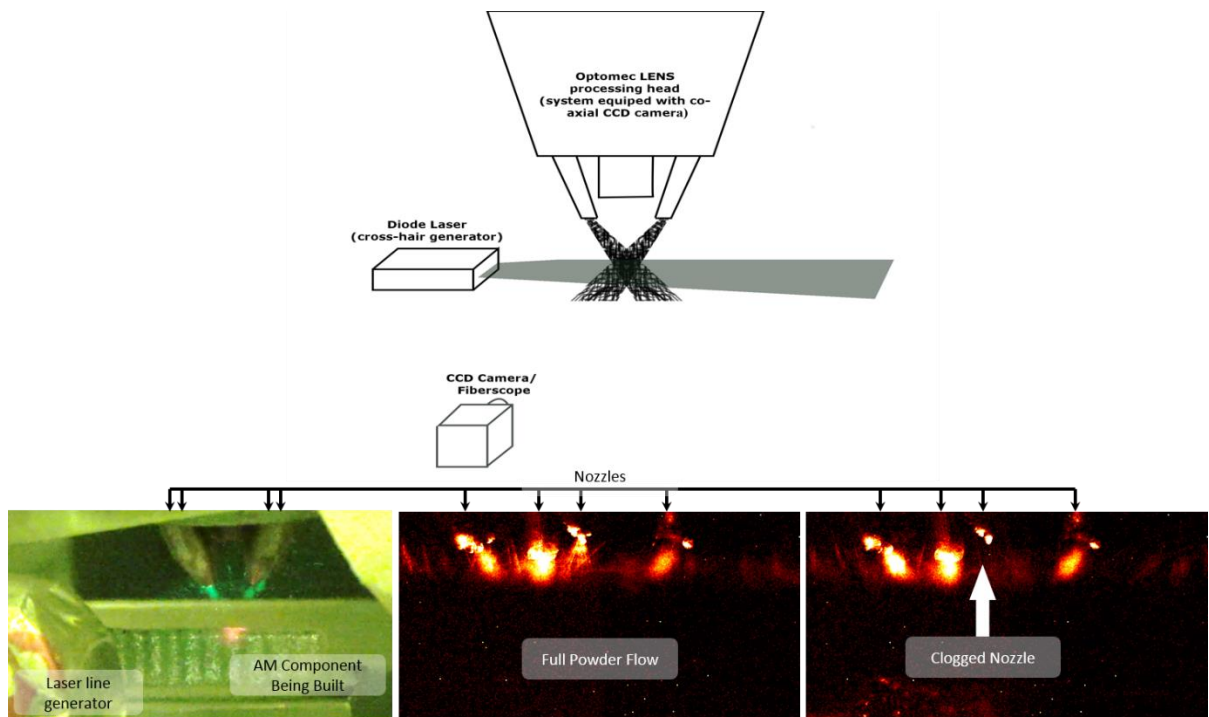 Optomec LENS
processing head
(system equiped with co-
axial CCD camera)
Diode Laser
(cross-hair generator)
CCD Camera/
Fiberscope
Nozzles
Laser line
generator
AM Component
Being Built
Full Powder Flow
Clogged Nozzle